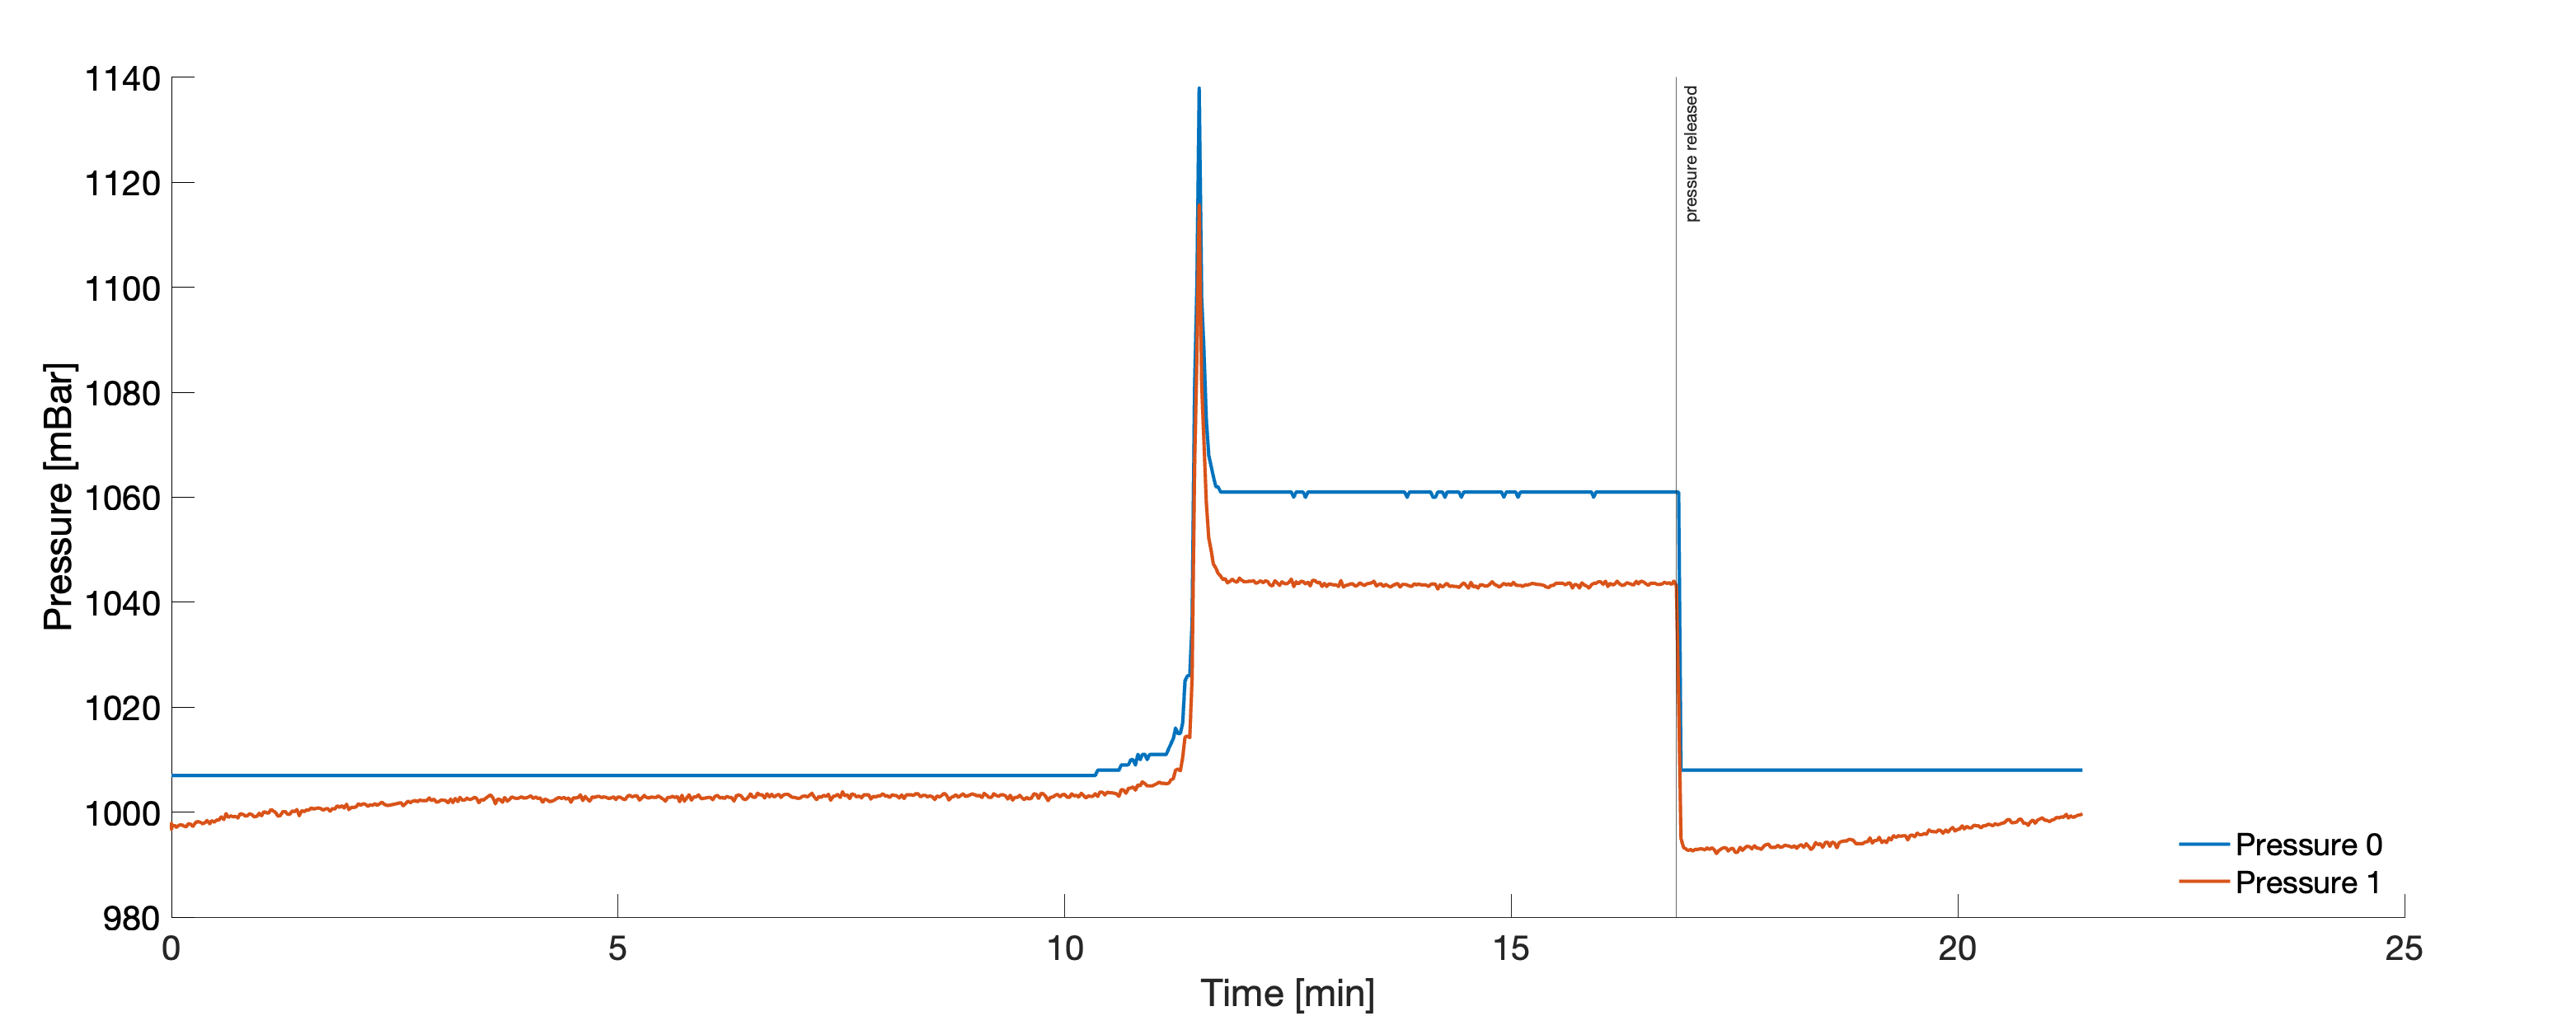 1140
1120
1100
1080
1060
1040
1020
1000
980
Pressure [mBar]
pressure released
Pressure 0
Pressure 1
0 5 10 15 20 25
Time [min]